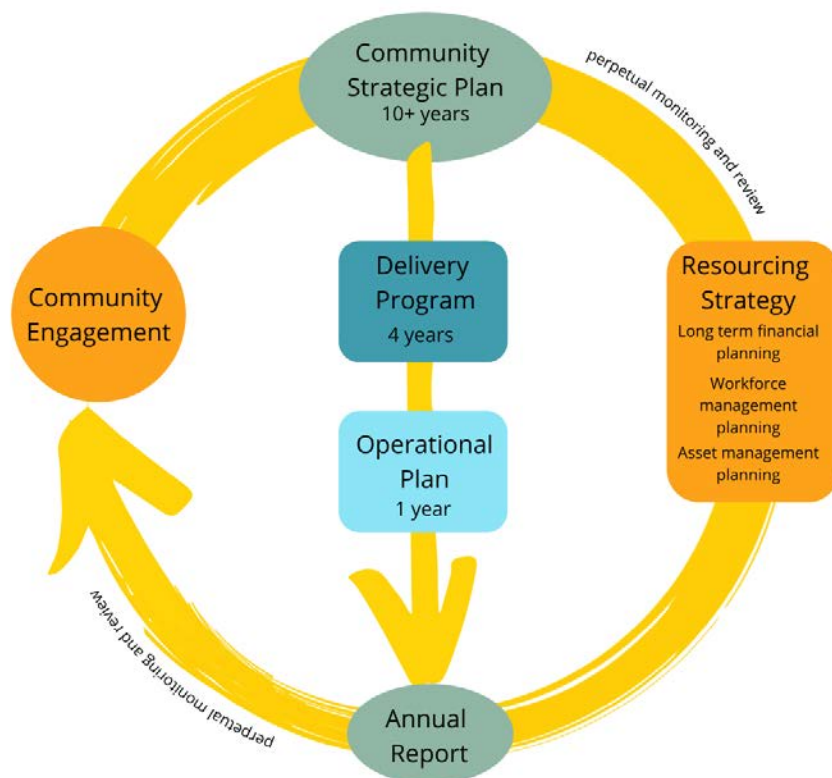 Community
Strategic Plan
10+ years
perpetual monitoring and review
Community
Engagement
Delivery
Program
4 years
Resourcing
Strategy
Long term financial
planning
Workforce
management
planning
Asset management
planning
Operational
Plan
1 year
perpetual monitoring and review
Annual
Report